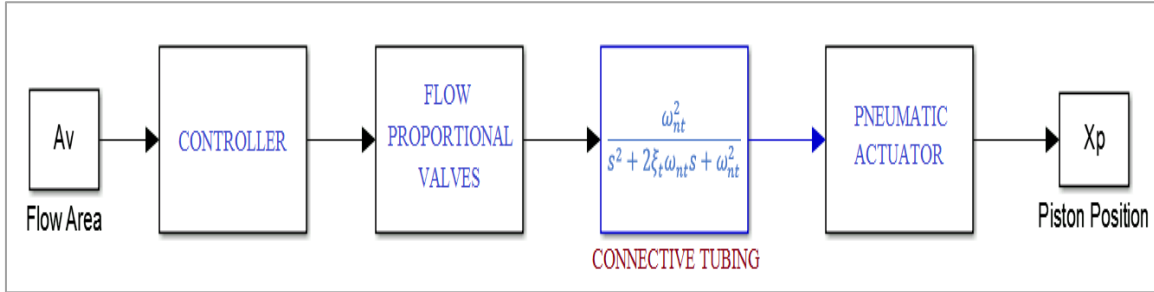 Av
Flow Area
CONTROLLER
FLOW
PROPORTIONAL
VALVES
ω²ₙₜ
s² + 2ξₜωₙₜs + ω²ₙₜ
CONNECTIVE TUBING
PNEUMATIC
ACTUATOR
Xp
Piston Position